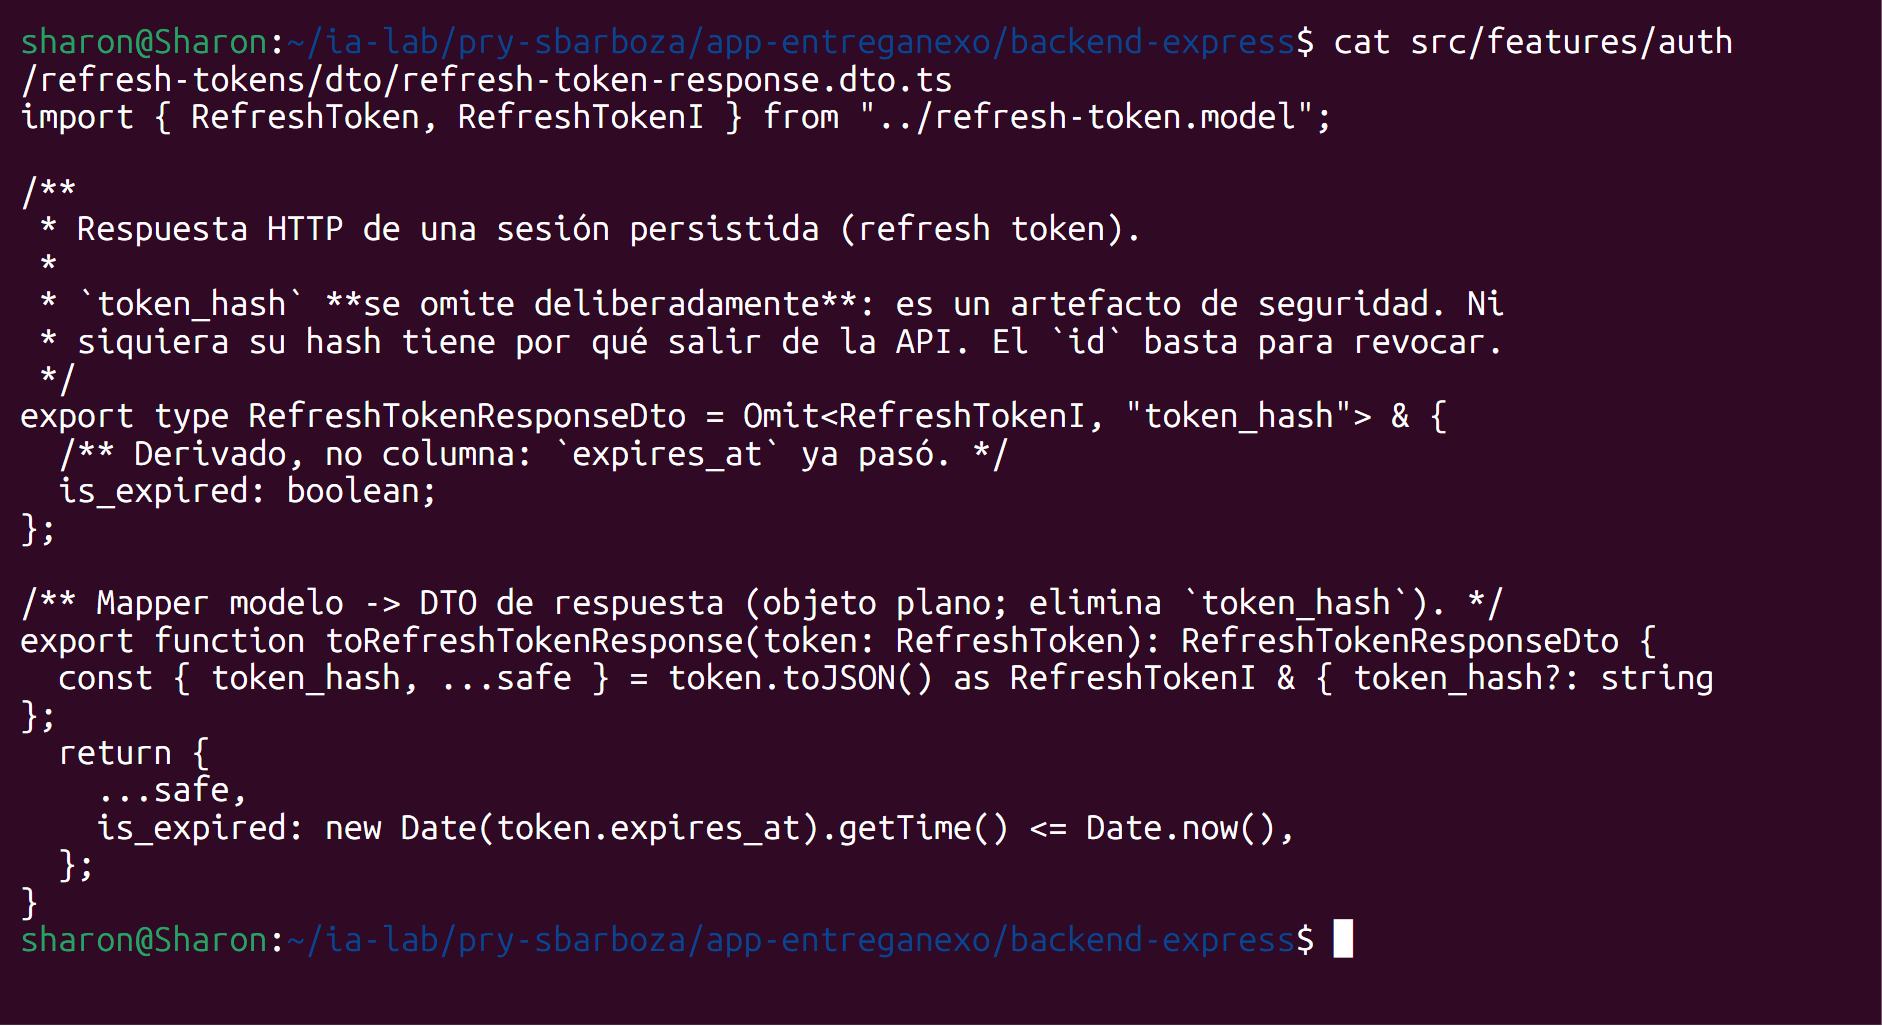 sharon@Sharon:~/ia-lab/pry-sbarboza/app-entreganexo/backend-express$ cat src/features/auth
/refresh-tokens/dto/refresh-token-response.dto.ts
import { RefreshToken, RefreshTokenI } from "../refresh-token.model";

/**
 * Respuesta HTTP de una sesión persistida (refresh token).
 *
 * `token_hash` **se omite deliberadamente**: es un artefacto de seguridad. Ni
 * siquiera su hash tiene por qué salir de la API. El `id` basta para revocar.
 */
export type RefreshTokenResponseDto = Omit<RefreshTokenI, "token_hash"> & {
  /** Derivado, no columna: `expires_at` ya pasó. */
  is_expired: boolean;
};

/** Mapper modelo -> DTO de respuesta (objeto plano; elimina `token_hash`). */
export function toRefreshTokenResponse(token: RefreshToken): RefreshTokenResponseDto {
  const { token_hash, ...safe } = token.toJSON() as RefreshTokenI & { token_hash?: string
};
  return {
    ...safe,
    is_expired: new Date(token.expires_at).getTime() <= Date.now(),
  };
}
sharon@Sharon:~/ia-lab/pry-sbarboza/app-entreganexo/backend-express$